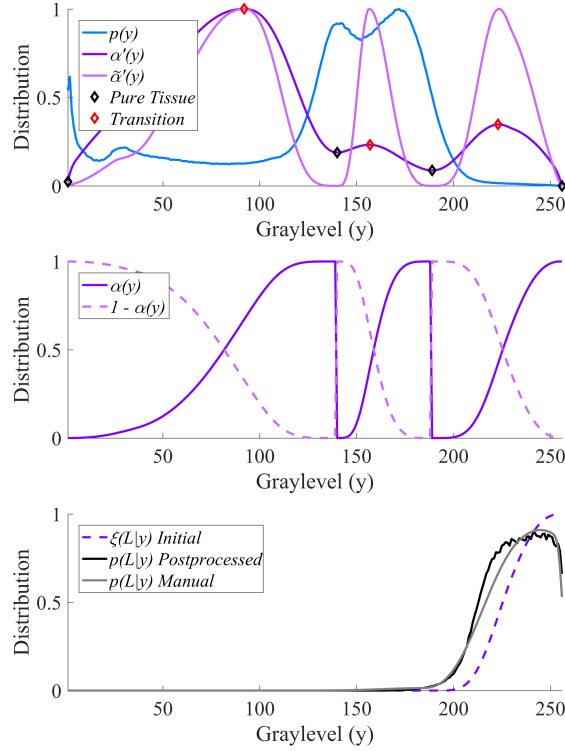 1
p(y)
α′(y)
α̃′(y)
Pure Tissue
Transition
0.5
0
50
100
150
200
250
Distribution
Graylevel (y)
1
α(y)
1 - α(y)
0.5
0
50
100
150
200
250
Distribution
Graylevel (y)
1
ξ(L|y) Initial
p(L|y) Postprocessed
p(L|y) Manual
0.5
0
50
100
150
200
250
Distribution
Graylevel (y)